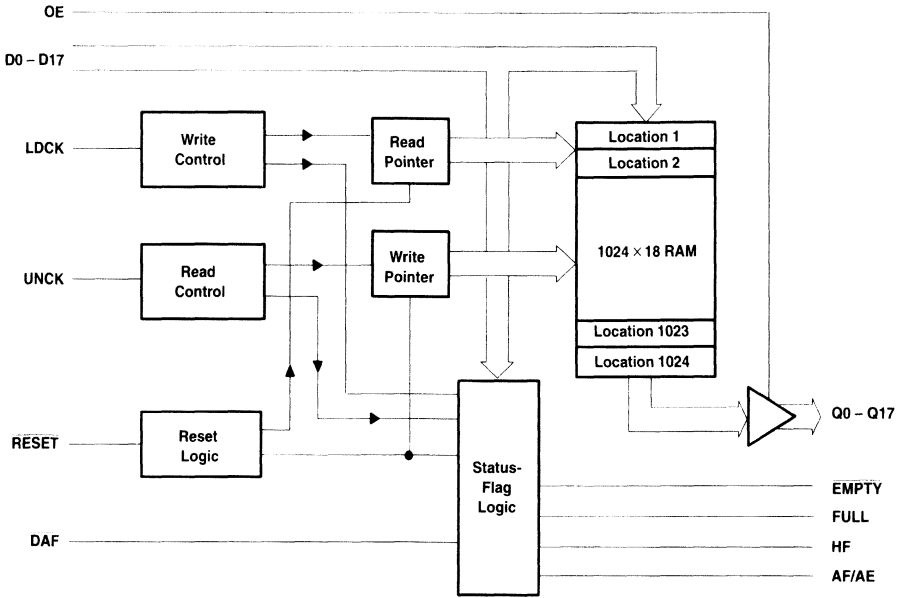 OE
D0 – D17
LDCK
Write
Control
Read
Pointer
Location 1
Location 2
1024 × 18 RAM
UNCK
Read
Control
Write
Pointer
Location 1023
Location 1024
Q0 – Q17
RESET
Reset
Logic
Status-
Flag
Logic
EMPTY
FULL
DAF
HF
AF/AE